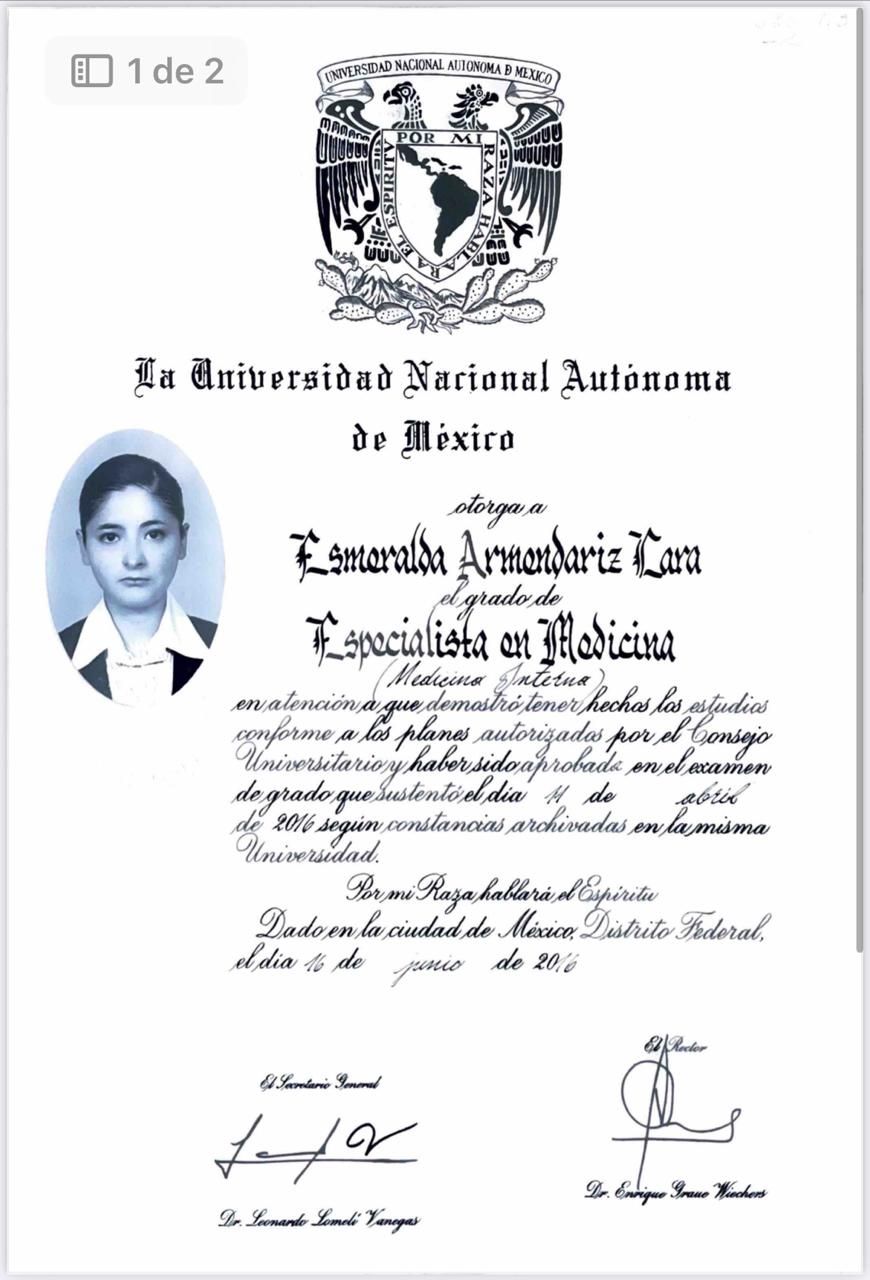 1 de 2
UNIVERSIDAD NACIONAL AUTONOMA D MEXICO
POR MI RAZA HABLARA EL ESPIRITV
La Universidad Nacional Autónoma
de México
otorga a
Esmeralda Armendariz Lara
el grado de
Especialista en Medicina
(Medicina Interna)
en atención a que demostró tener hechos los estudios
conforme a los planes autorizados por el Consejo
Universitario y haber sido aprobada en el examen
de grado que sustentó el día 11 de abril
de 2016 según constancias archivadas en la misma
Universidad.
Por mi Raza hablará el Espíritu
Dado en la ciudad de México, Distrito Federal,
el día 16 de junio de 2016
El Rector
El Secretario General
Dr. Enrique Graue Wiechers
Dr. Leonardo Lomelí Vanegas